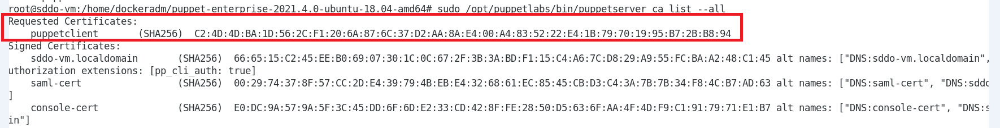 root@sddo-vm:/home/dockeradm/puppet-enterprise-2021.4.0-ubuntu-18.04-amd64# sudo /opt/puppetlabs/bin/puppetserver ca list --all
Requested Certificates:
puppetclient (SHA256) C2:4D:4D:BA:1D:56:2C:F1:20:6A:87:6C:37:D2:AA:8A:E4:00:A4:83:52:22:E4:1B:79:70:19:95:B7:2B:B8:94
Signed Certificates:
sddo-vm.localdomain (SHA256) 66:65:15:C2:45:EE:B0:69:07:30:1C:0C:67:2F:3B:3A:BD:F1:15:C4:A6:7C:D8:29:A9:55:FC:BA:A2:48:C1:45 alt names: ["DNS:sddo-vm.localdomain",
uthorization extensions: [pp_cli_auth: true]
saml-cert (SHA256) 00:29:74:37:8F:57:CC:2D:E4:39:79:4B:EB:E4:32:68:61:EC:85:45:CB:D3:C4:3A:7B:7B:34:F8:4C:B7:AD:63 alt names: ["DNS:saml-cert", "DNS:sddo
]
console-cert (SHA256) E0:DC:9A:57:9A:5F:3C:45:DD:6F:6D:E2:33:CD:42:8F:FE:28:50:D5:63:6F:AA:4F:4D:F9:C1:91:79:71:E1:B7 alt names: ["DNS:console-cert", "DNS:s
in"]